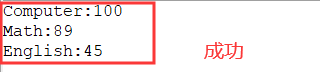 Computer:100
Math:89
English:45
成功